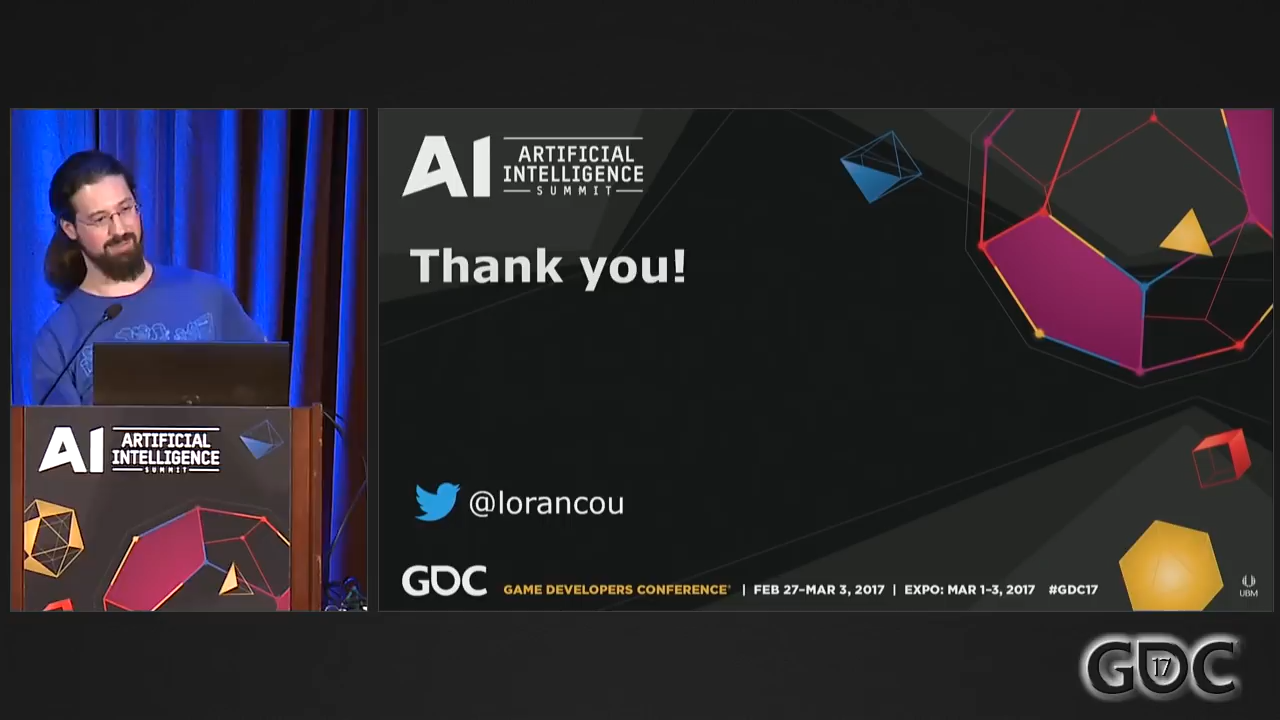 AI ARTIFICIAL
INTELLIGENCE
SUMMIT
Thank you!
@lorancou
GDC GAME DEVELOPERS CONFERENCE® | FEB 27–MAR 3, 2017 | EXPO: MAR 1–3, 2017 #GDC17
UBM
AI ARTIFICIAL
INTELLIGENCE
SUMMIT
GDC 17